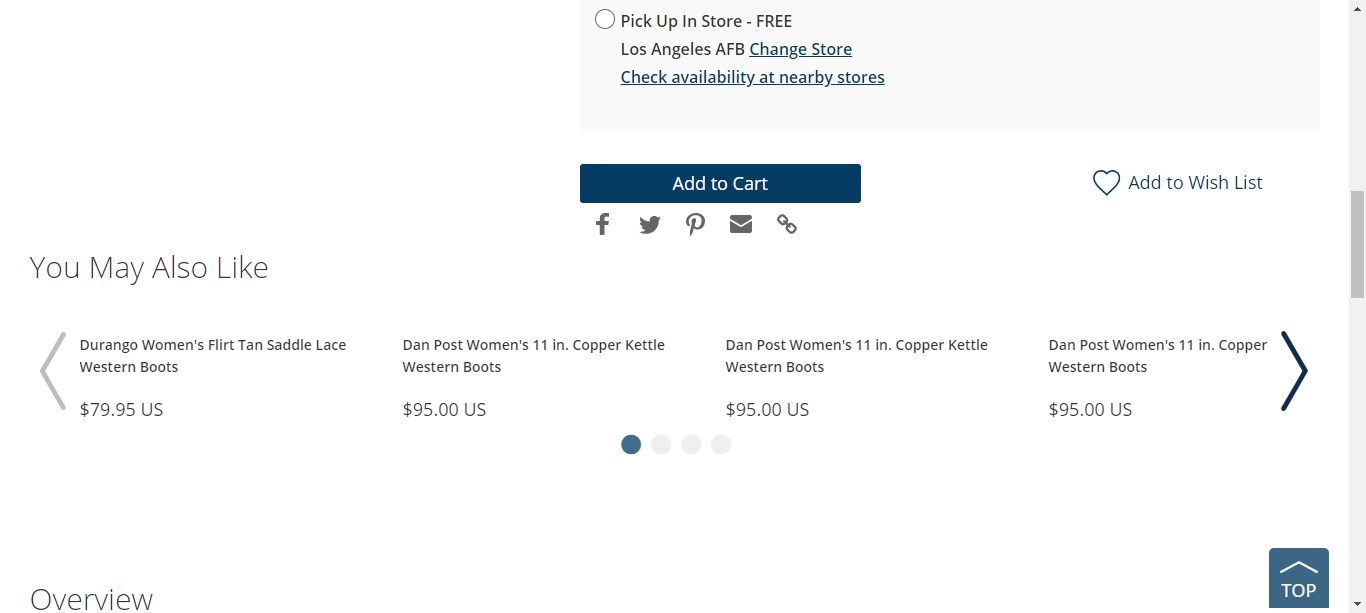 Pick Up In Store - FREE
Los Angeles AFB Change Store
Check availability at nearby stores
Add to Cart
Add to Wish List
You May Also Like
Durango Women's Flirt Tan Saddle Lace
Western Boots
$79.95 US
Dan Post Women's 11 in. Copper Kettle
Western Boots
$95.00 US
Dan Post Women's 11 in. Copper Kettle
Western Boots
$95.00 US
Dan Post Women's 11 in. Copper
Western Boots
$95.00 US
TOP
Overview